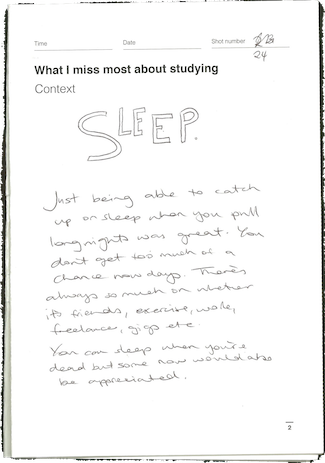 Time Date Shot number 23
24
What I miss most about studying
Context
SLEEP.
Just being able to catch
up on sleep when you pull
long nights was great. You
don't get too much of a
chance nowdays. There's
always so much on whether
its friends, exercise, work,
freelance, gigs etc.
You can sleep when you're
dead but some now would also
be appreciated.
2